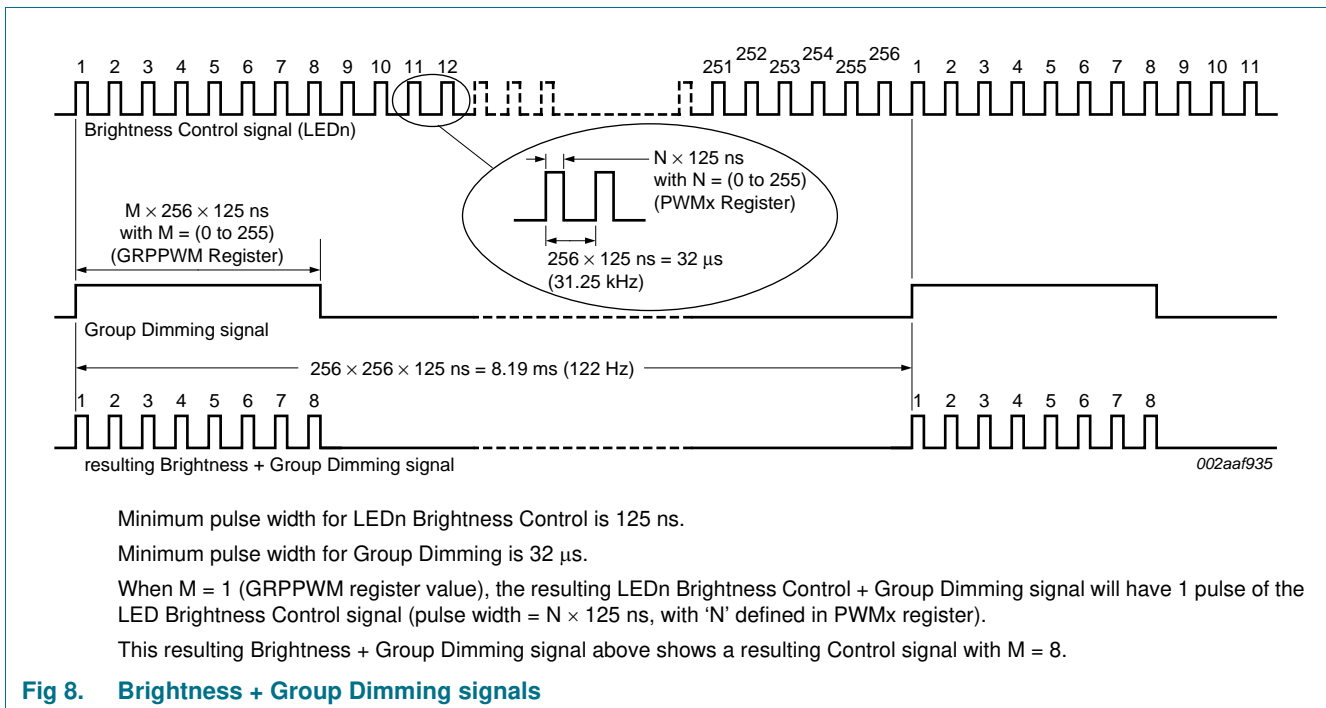 1 2 3 4 5 6 7 8 9 10 11 12 251 252 253 254 255 256 1 2 3 4 5 6 7 8 9 10 11
Brightness Control signal (LEDn)
N × 125 ns
with N = (0 to 255)
(PWMx Register)
M × 256 × 125 ns
with M = (0 to 255)
(GRPPWM Register)
256 × 125 ns = 32 μs
(31.25 kHz)
Group Dimming signal
256 × 256 × 125 ns = 8.19 ms (122 Hz)
1 2 3 4 5 6 7 8 1 2 3 4 5 6 7 8
resulting Brightness + Group Dimming signal
002aaf935
Minimum pulse width for LEDn Brightness Control is 125 ns.
Minimum pulse width for Group Dimming is 32 μs.
When M = 1 (GRPPWM register value), the resulting LEDn Brightness Control + Group Dimming signal will have 1 pulse of the
LED Brightness Control signal (pulse width = N × 125 ns, with ‘N’ defined in PWMx register).
This resulting Brightness + Group Dimming signal above shows a resulting Control signal with M = 8.
Fig 8. Brightness + Group Dimming signals